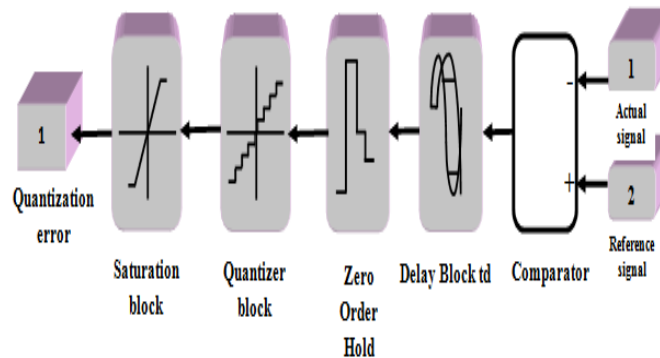 1
Quantization
error
Saturation
block
Quantizer
block
Zero
Order
Hold
Delay Block td
-
+
Comparator
1
Actual
signal
2
Reference
signal